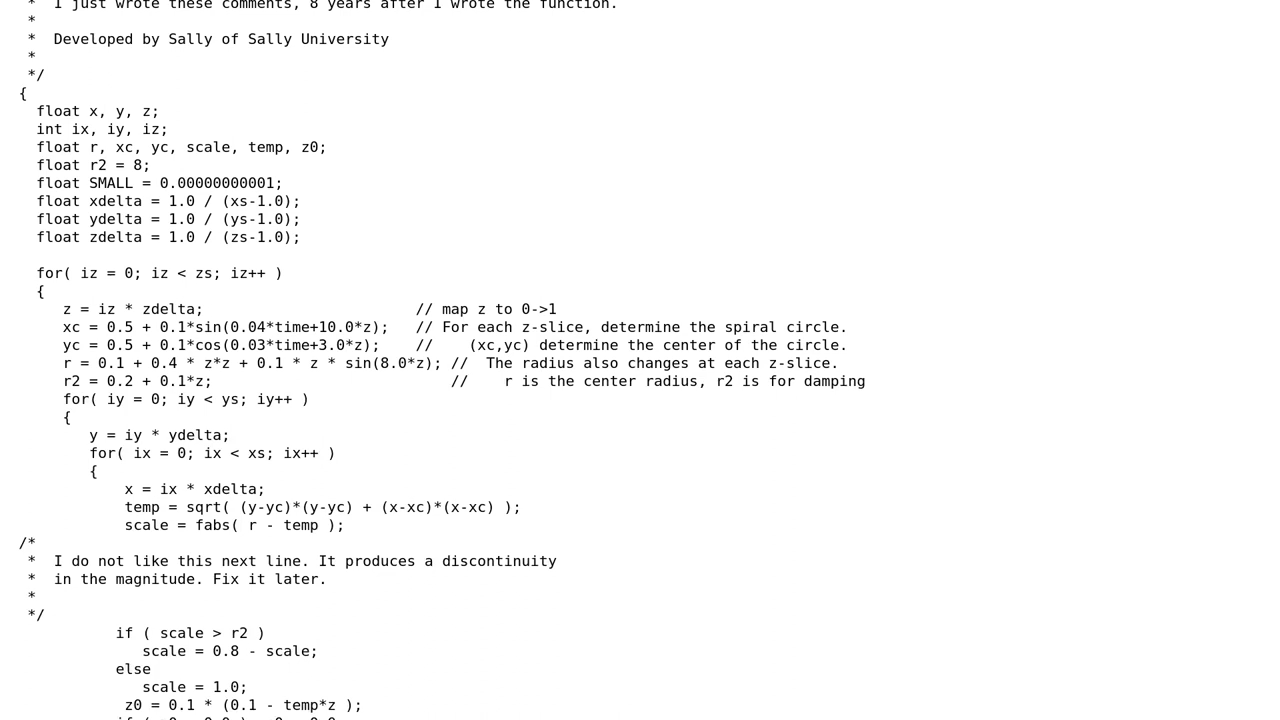 *  I just wrote these comments, 8 years after I wrote the function.
 *
 *  Developed by Sally of Sally University
 *
 */
{
  float x, y, z;
  int ix, iy, iz;
  float r, xc, yc, scale, temp, z0;
  float r2 = 8;
  float SMALL = 0.00000000001;
  float xdelta = 1.0 / (xs-1.0);
  float ydelta = 1.0 / (ys-1.0);
  float zdelta = 1.0 / (zs-1.0);

  for( iz = 0; iz < zs; iz++ )
  {
     z = iz * zdelta;                        // map z to 0->1
     xc = 0.5 + 0.1*sin(0.04*time+10.0*z);   // For each z-slice, determine the spiral circle.
     yc = 0.5 + 0.1*cos(0.03*time+3.0*z);    //    (xc,yc) determine the center of the circle.
     r = 0.1 + 0.4 * z*z + 0.1 * z * sin(8.0*z); //  The radius also changes at each z-slice.
     r2 = 0.2 + 0.1*z;                           //    r is the center radius, r2 is for damping
     for( iy = 0; iy < ys; iy++ )
     {
        y = iy * ydelta;
        for( ix = 0; ix < xs; ix++ )
        {
            x = ix * xdelta;
            temp = sqrt( (y-yc)*(y-yc) + (x-xc)*(x-xc) );
            scale = fabs( r - temp );
/*
 *  I do not like this next line. It produces a discontinuity
 *  in the magnitude. Fix it later.
 *
 */
           if ( scale > r2 )
              scale = 0.8 - scale;
           else
              scale = 1.0;
            z0 = 0.1 * (0.1 - temp*z );